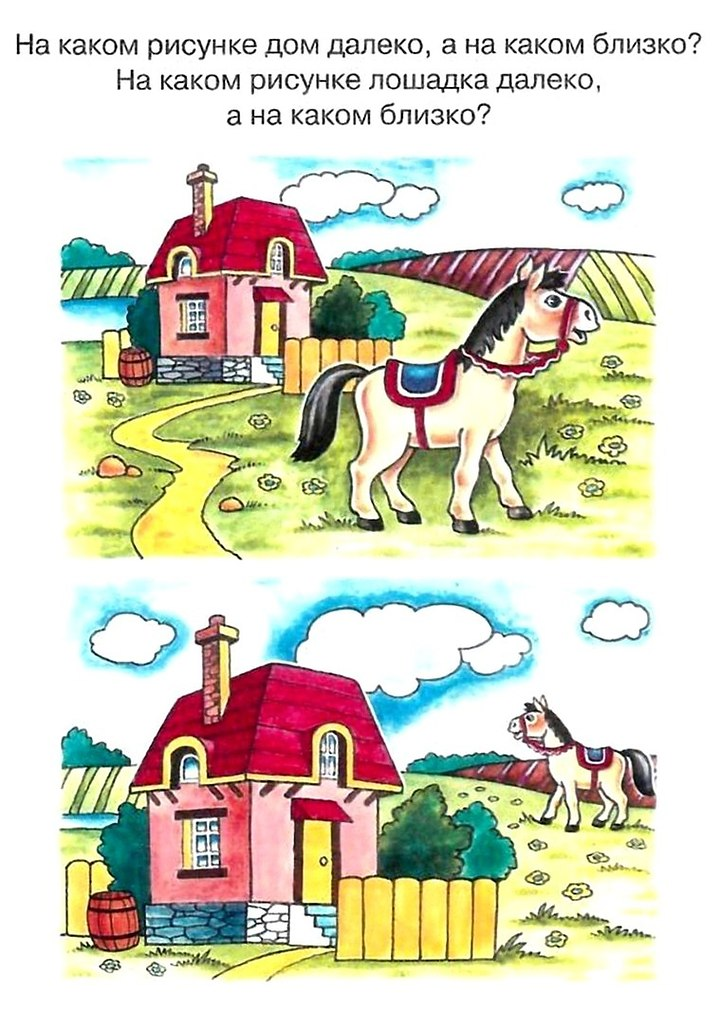 На каком рисунке дом далеко, а на каком близко?
На каком рисунке лошадка далеко,
а на каком близко?